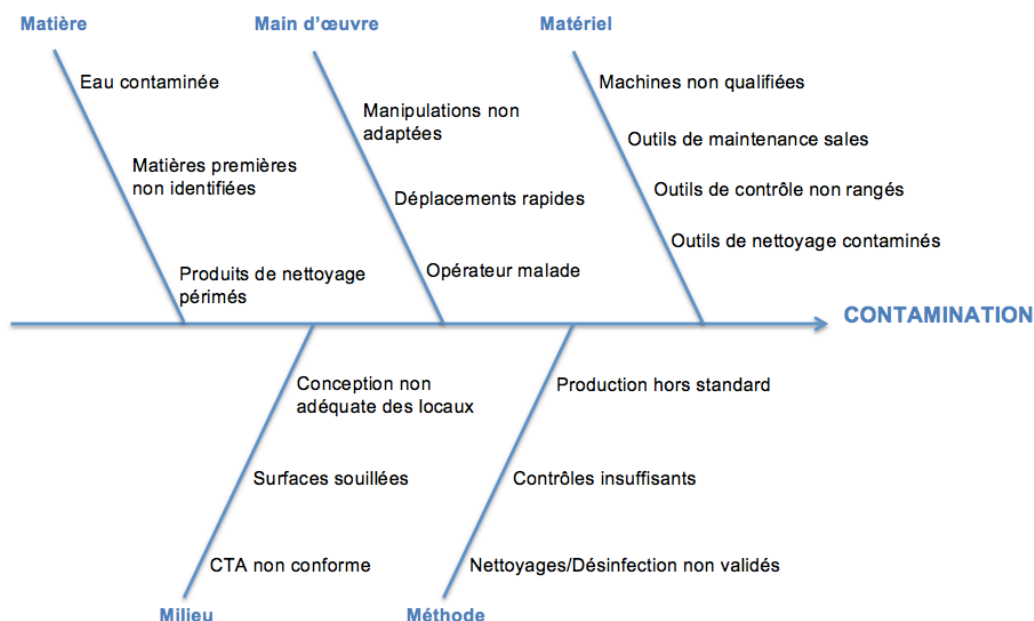 Matière
Main d’œuvre
Matériel
Eau contaminée
Matières premières
non identifiées
Produits de nettoyage
périmés
Manipulations non
adaptées
Déplacements rapides
Opérateur malade
Machines non qualifiées
Outils de maintenance sales
Outils de contrôle non rangés
Outils de nettoyage contaminés
CONTAMINATION
Conception non
adéquate des locaux
Surfaces souillées
CTA non conforme
Milieu
Production hors standard
Contrôles insuffisants
Nettoyages/Désinfection non validés
Méthode